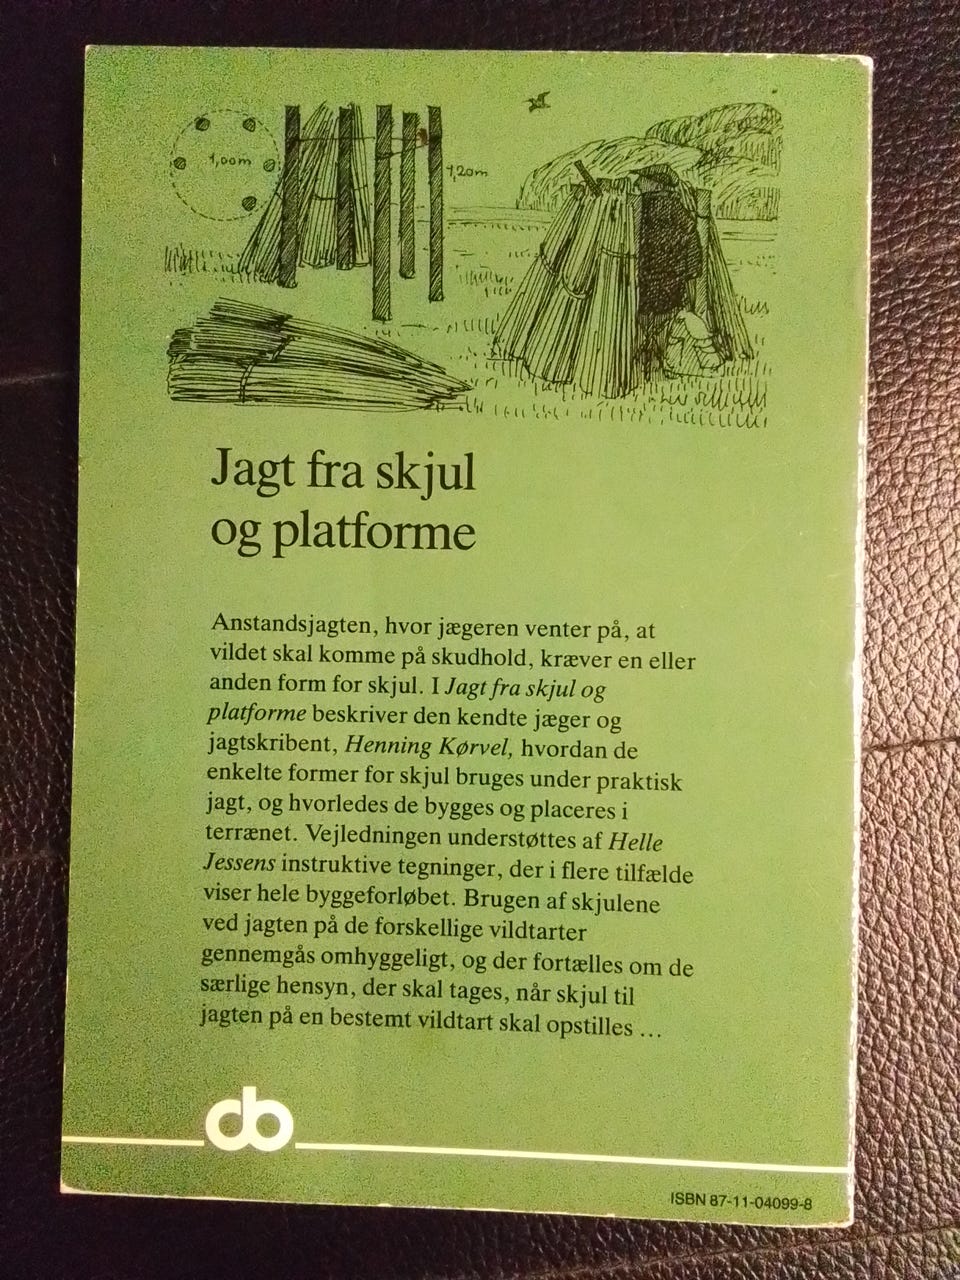 1,00m
1,20m
Jagt fra skjul
og platforme
Anstandsjagten, hvor jægeren venter på, at
vildet skal komme på skudhold, kræver en eller
anden form for skjul. I Jagt fra skjul og
platforme beskriver den kendte jæger og
jagtskribent, Henning Kørvel, hvordan de
enkelte former for skjul bruges under praktisk
jagt, og hvorledes de bygges og placeres i
terrænet. Vejledningen understøttes af Helle
Jessens instruktive tegninger, der i flere tilfælde
viser hele byggeforløbet. Brugen af skjulene
ved jagten på de forskellige vildtarter
gennemgås omhyggeligt, og der fortælles om de
særlige hensyn, der skal tages, når skjul til
jagten på en bestemt vildtart skal opstilles ...
db
ISBN 87-11-04099-8